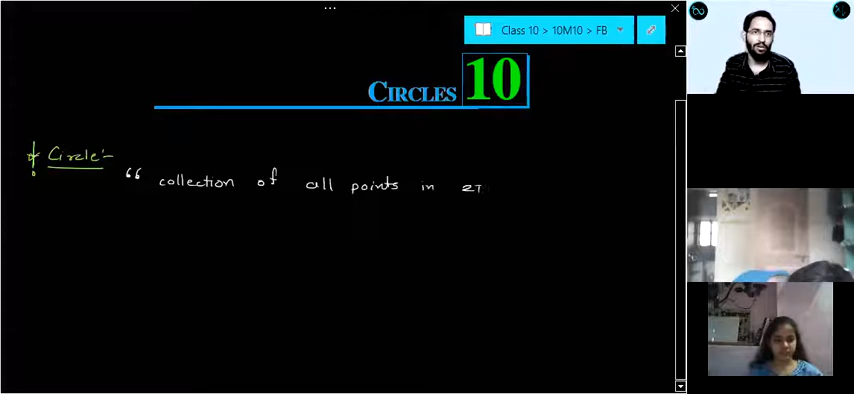 Class 10 > 10M10 > FB
CIRCLES 10
Circle:-
“ collection of all points in